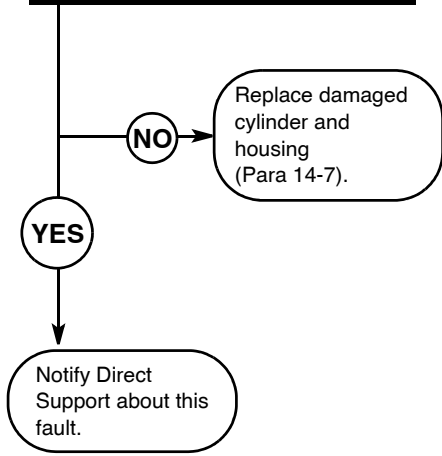 NO
Replace damaged
cylinder and
housing
(Para 14-7).
YES
Notify Direct
Support about this
fault.